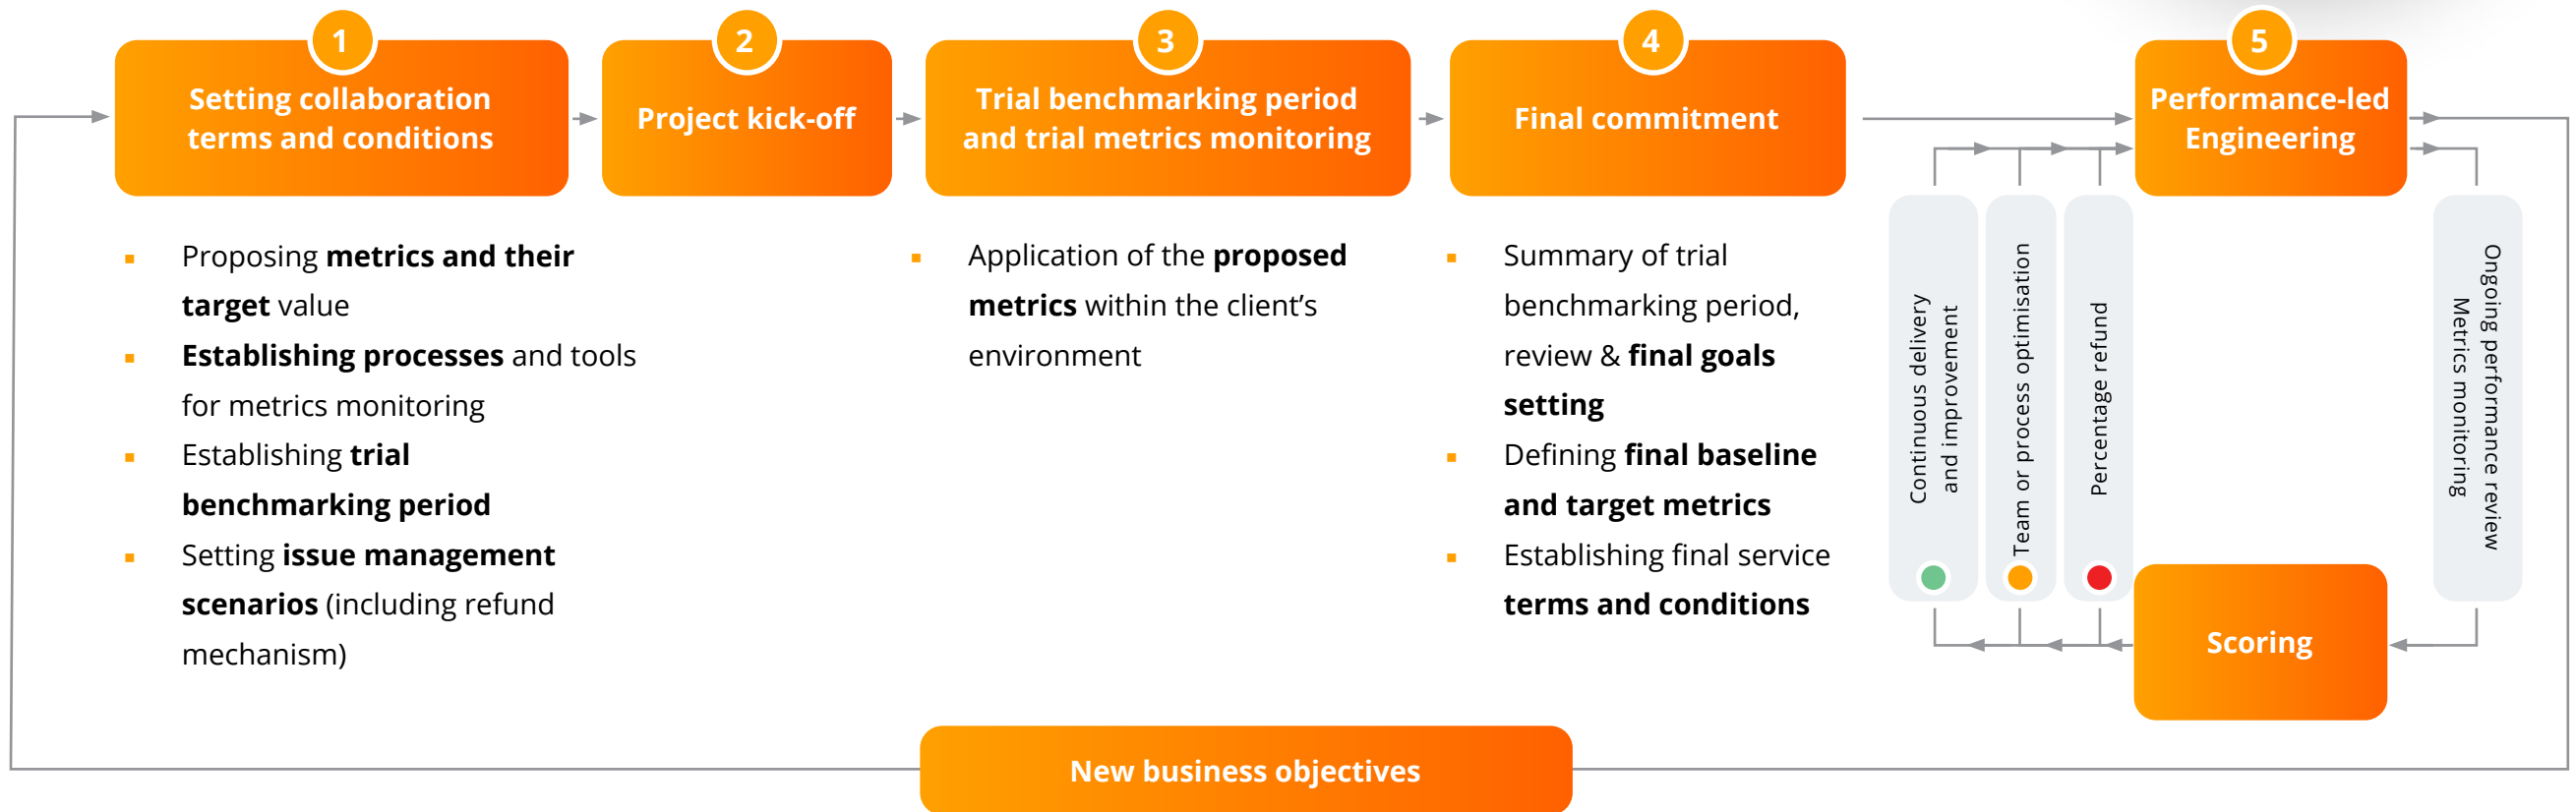 1
Setting collaboration
terms and conditions
2
Project kick-off
3
Trial benchmarking period
and trial metrics monitoring
4
Final commitment
5
Performance-led
Engineering
▪ Proposing metrics and their
target value
▪ Establishing processes and tools
for metrics monitoring
▪ Establishing trial
benchmarking period
▪ Setting issue management
scenarios (including refund
mechanism)
▪ Application of the proposed
metrics within the client’s
environment
▪ Summary of trial
benchmarking period,
review & final goals
setting
▪ Defining final baseline
and target metrics
▪ Establishing final service
terms and conditions
Continuous delivery
and improvement
Team or process optimisation
Percentage refund
Ongoing performance review
Metrics monitoring
Scoring
New business objectives